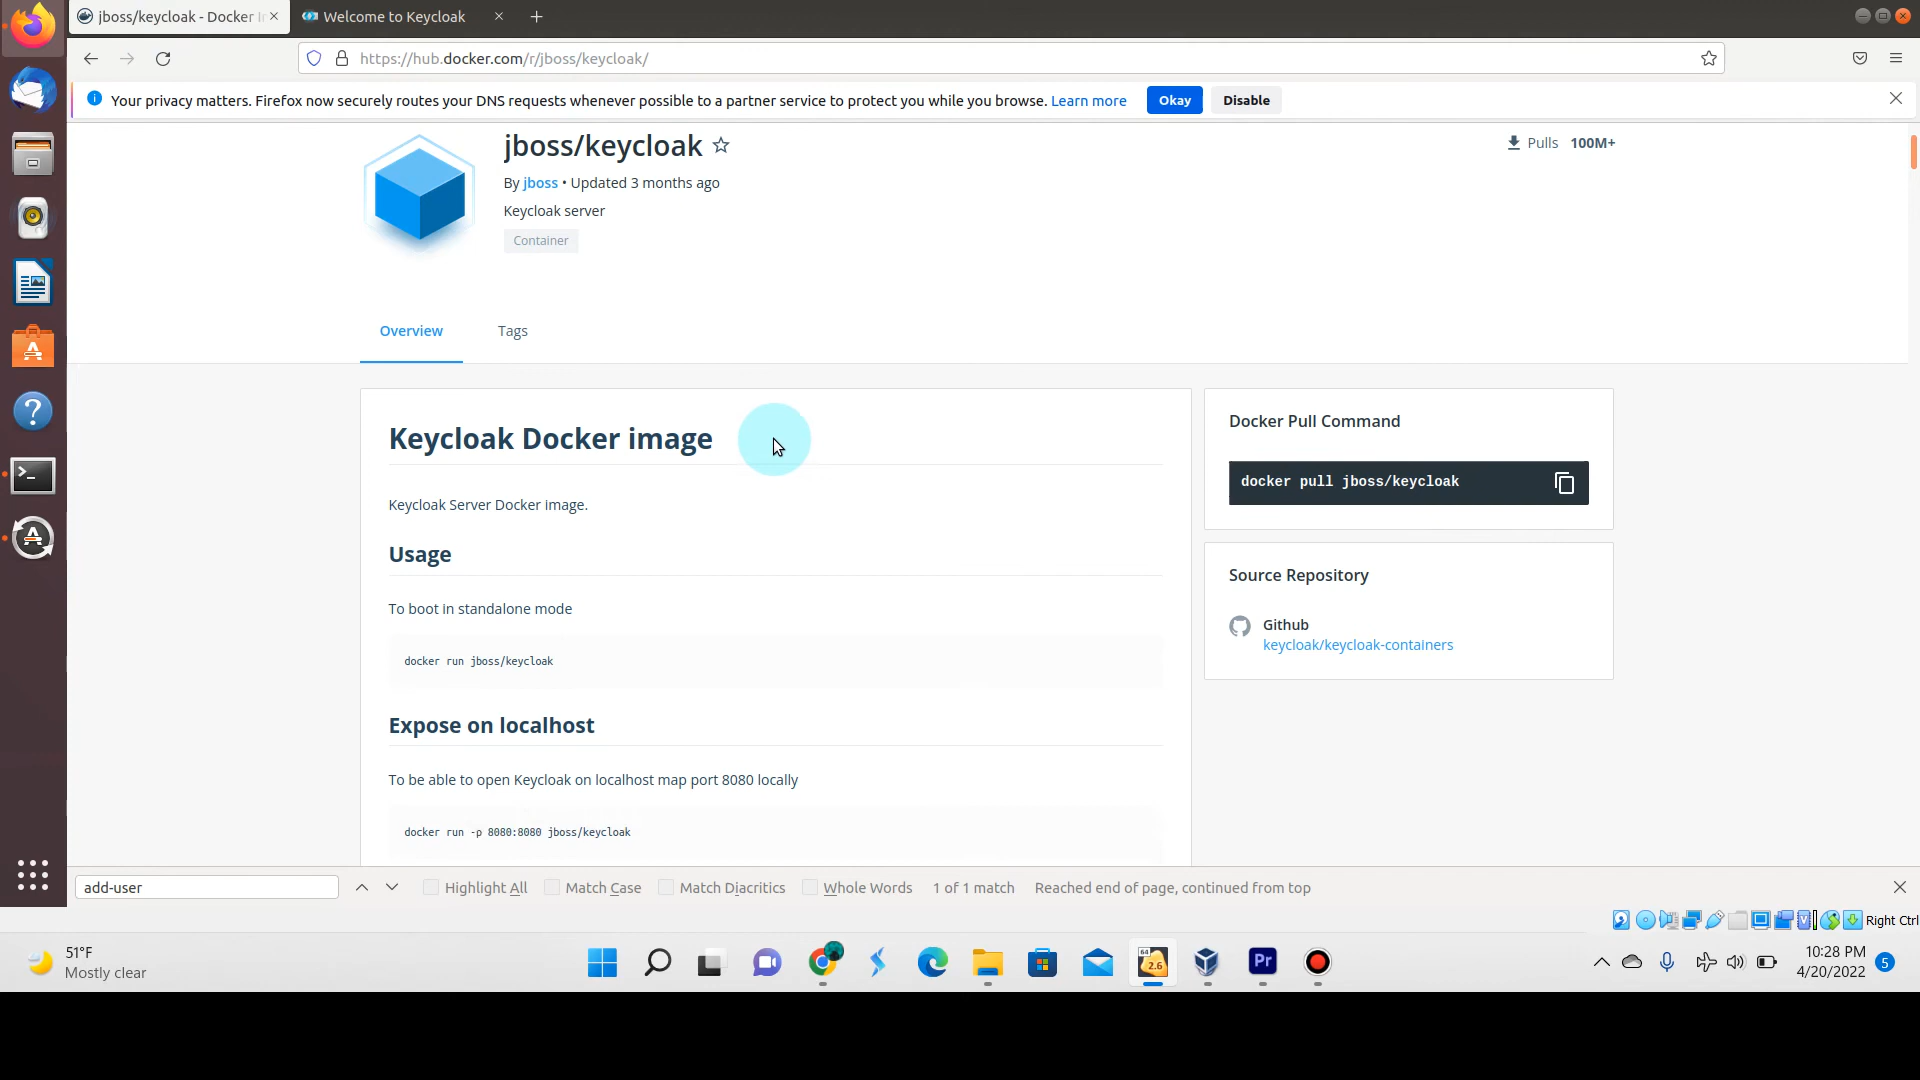 jboss/keycloak - Docker I
Welcome to Keycloak
https://hub.docker.com/r/jboss/keycloak/
Your privacy matters. Firefox now securely routes your DNS requests whenever possible to a partner service to protect you while you browse. Learn more
Okay
Disable
jboss/keycloak
Pulls 100M+
By jboss • Updated 3 months ago
Keycloak server
Container
Overview
Tags
Keycloak Docker image
Keycloak Server Docker image.
Usage
To boot in standalone mode
docker run jboss/keycloak
Expose on localhost
To be able to open Keycloak on localhost map port 8080 locally
docker run -p 8080:8080 jboss/keycloak
Docker Pull Command
docker pull jboss/keycloak
Source Repository
Github
keycloak/keycloak-containers
add-user
Highlight All
Match Case
Match Diacritics
Whole Words
1 of 1 match
Reached end of page, continued from top
Right Ctrl
51°F
Mostly clear
64
2.6
Pr
10:28 PM
4/20/2022
5